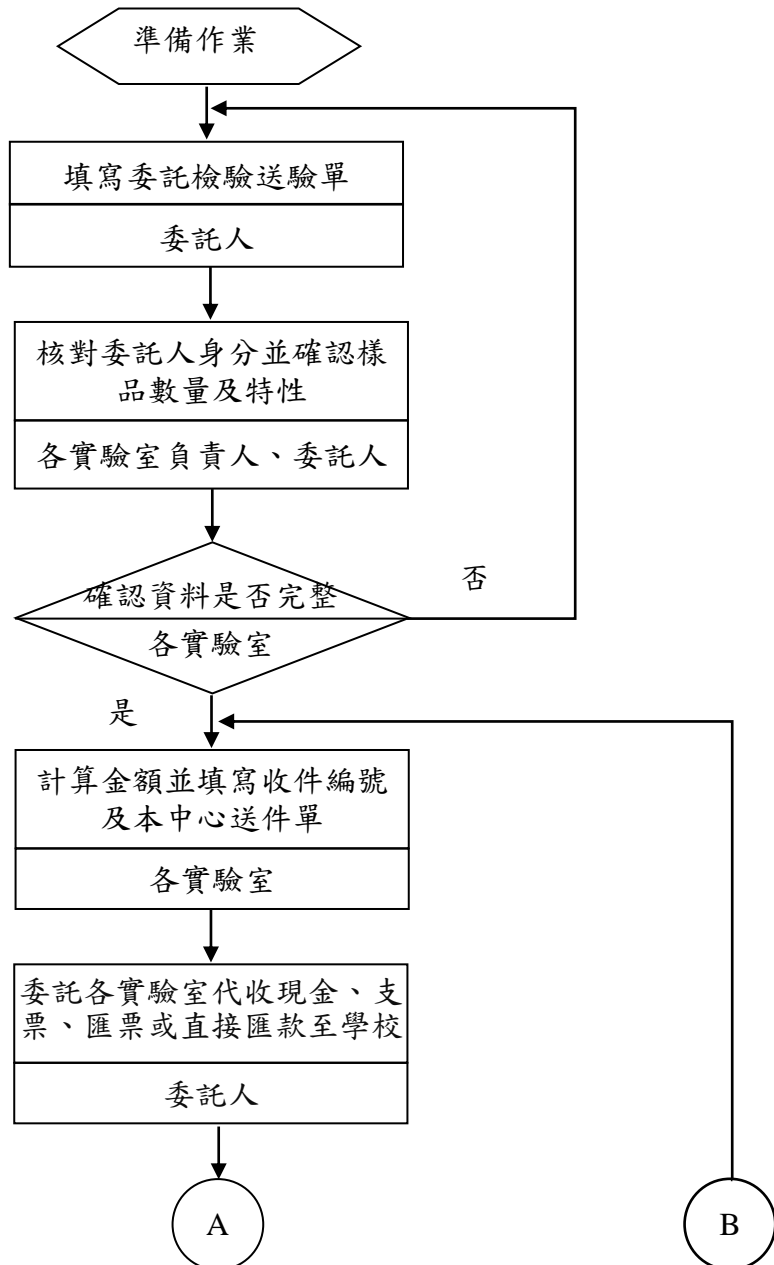 準備作業
填寫委託檢驗送驗單
委託人
核對委託人身分並確認樣
品數量及特性
各實驗室負責人、委託人
確認資料是否完整
否
各實驗室
是
計算金額並填寫收件編號
及本中心送件單
各實驗室
委託各實驗室代收現金、支
票、匯票或直接匯款至學校
委託人
A
B